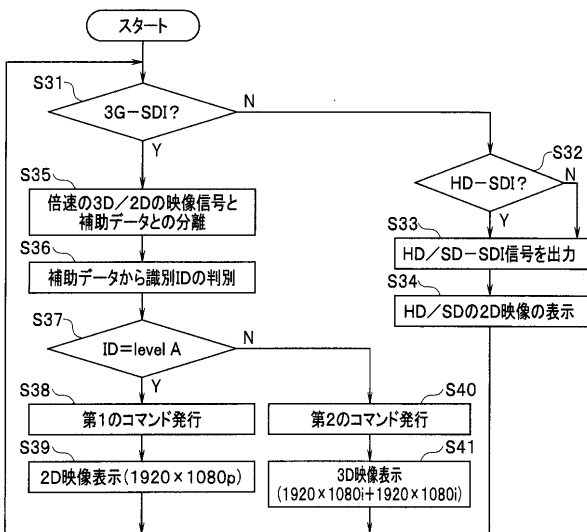 スタート
S31
3G-SDI?
N
Y
S32
HD-SDI?
N
Y
S35
倍速の3D/2Dの映像信号と
補助データとの分離
S33
HD/SD-SDI信号を出力
S36
補助データから識別IDの判別
S34
HD/SDの2D映像の表示
S37
ID=level A
N
Y
S38
第1のコマンド発行
S40
第2のコマンド発行
S39
2D映像表示(1920×1080p)
S41
3D映像表示
(1920×1080i+1920×1080i)